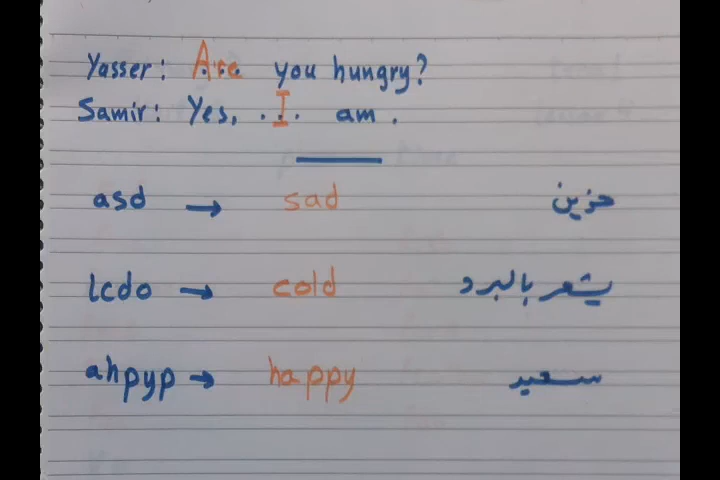 Yasser: Are you hungry?
Samir: Yes, .I. am.
asd → sad حزين
lcdo → cold يشعر بالبرد
ahpyp → happy سعيد